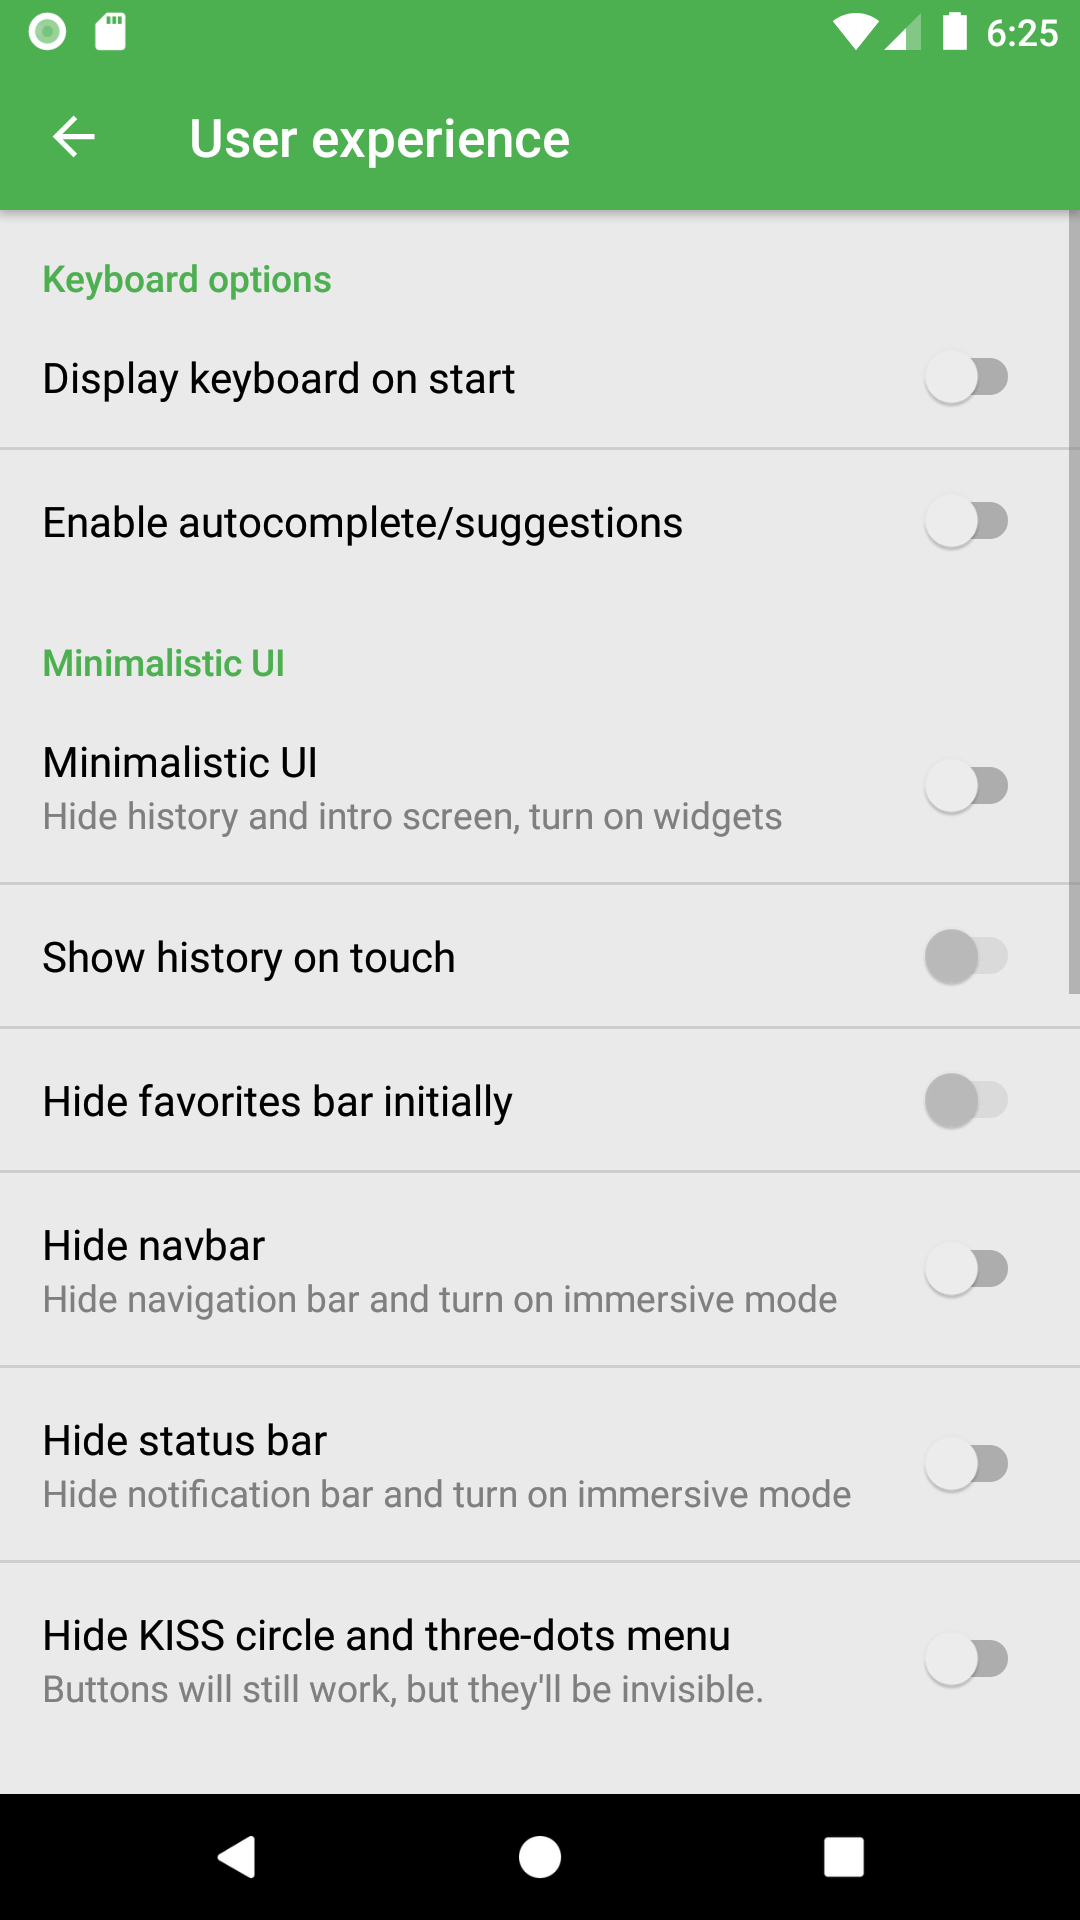 6:25
User experience
Keyboard options
Display keyboard on start
Enable autocomplete/suggestions
Minimalistic UI
Minimalistic UI
Hide history and intro screen, turn on widgets
Show history on touch
Hide favorites bar initially
Hide navbar
Hide navigation bar and turn on immersive mode
Hide status bar
Hide notification bar and turn on immersive mode
Hide KISS circle and three-dots menu
Buttons will still work, but they'll be invisible.